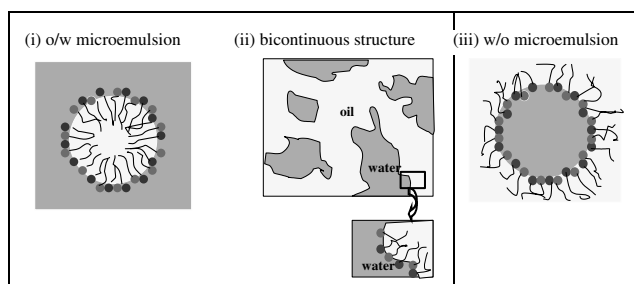 (i) o/w microemulsion
(ii) bicontinuous structure
(iii) w/o microemulsion
oil
water
water